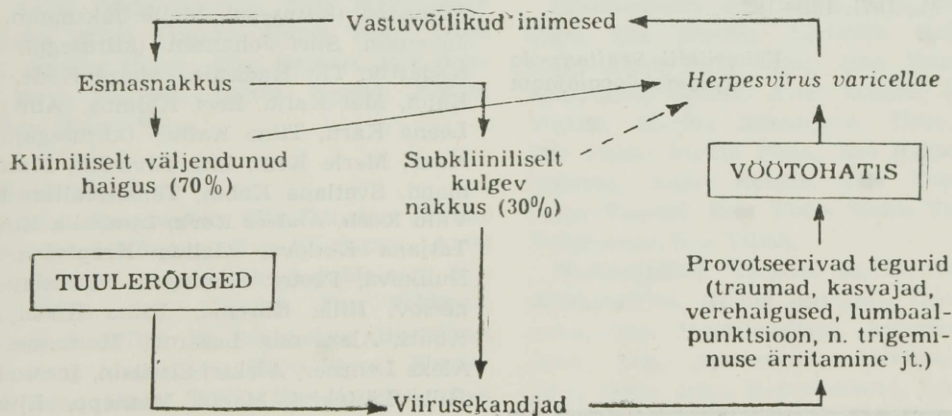 Vastuvõtlikud inimesed
Esmasnakkus
Herpesvirus varicellae
Kliiniliselt väljendunud
haigus (70%)
Subkliiniliselt
kulgev
nakkus (30%)
VÖÖTOHATIS
TUULERÕUGED
Provotseerivad tegurid
(traumad, kasvajad,
verehaigused, lumbaal-
punktsioon, n. trigemi-
nuse ärritamine jt.)
Viirusekandjad